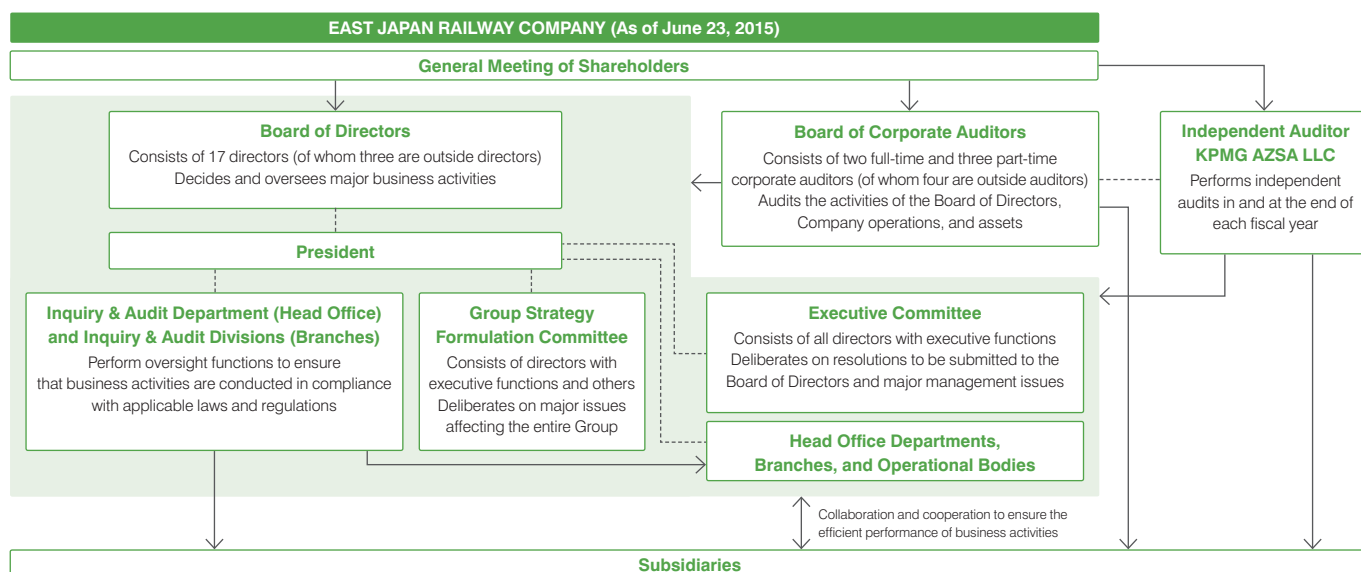 EAST JAPAN RAILWAY COMPANY (As of June 23, 2015)
General Meeting of Shareholders
Board of Directors
Consists of 17 directors (of whom three are outside directors)
Decides and oversees major business activities
Board of Corporate Auditors
Consists of two full-time and three part-time
corporate auditors (of whom four are outside auditors)
Audits the activities of the Board of Directors,
Company operations, and assets
Independent Auditor
KPMG AZSA LLC
Performs independent
audits in and at the end of
each fiscal year
President
Inquiry & Audit Department (Head Office)
and Inquiry & Audit Divisions (Branches)
Perform oversight functions to ensure
that business activities are conducted in compliance
with applicable laws and regulations
Group Strategy
Formulation Committee
Consists of directors with
executive functions and others
Deliberates on major issues
affecting the entire Group
Executive Committee
Consists of all directors with executive functions
Deliberates on resolutions to be submitted to the
Board of Directors and major management issues
Head Office Departments,
Branches, and Operational Bodies
Collaboration and cooperation to ensure the
efficient performance of business activities
Subsidiaries